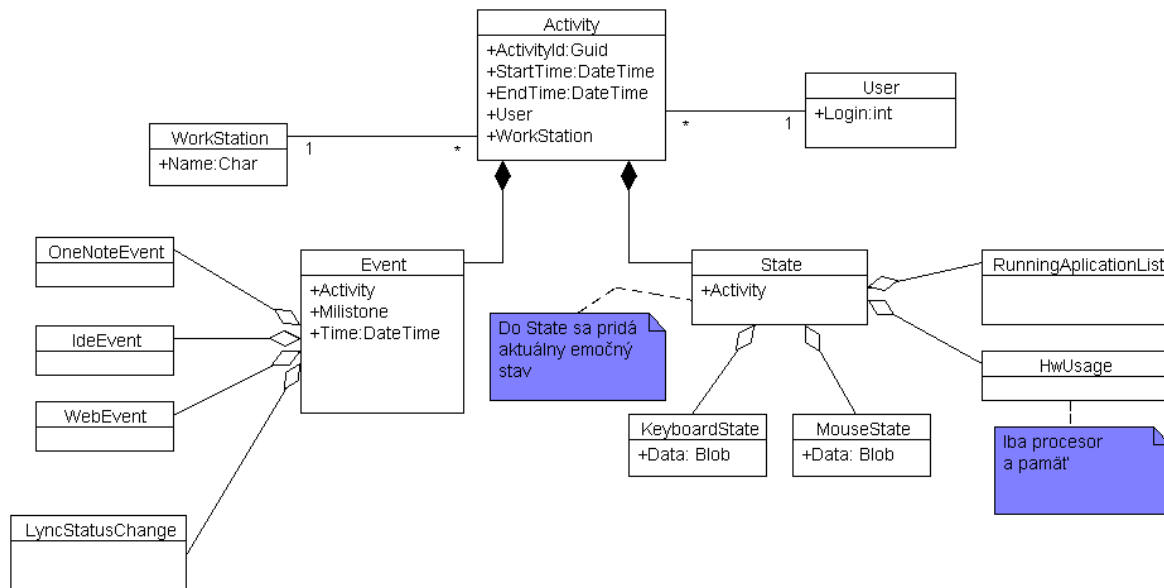 Activity
+ActivityId:Guid
+StartTime:DateTime
+EndTime:DateTime
+User
+WorkStation
User
+Login:int
*
1
WorkStation
+Name:Char
1
*
OneNoteEvent
IdeEvent
WebEvent
LyncStatusChange
Event
+Activity
+Milistone
+Time:DateTime
State
+Activity
Do State sa pridá
aktuálny emočný
stav
RunningAplicationList
HwUsage
Iba procesor
a pamäť
KeyboardState
+Data: Blob
MouseState
+Data: Blob